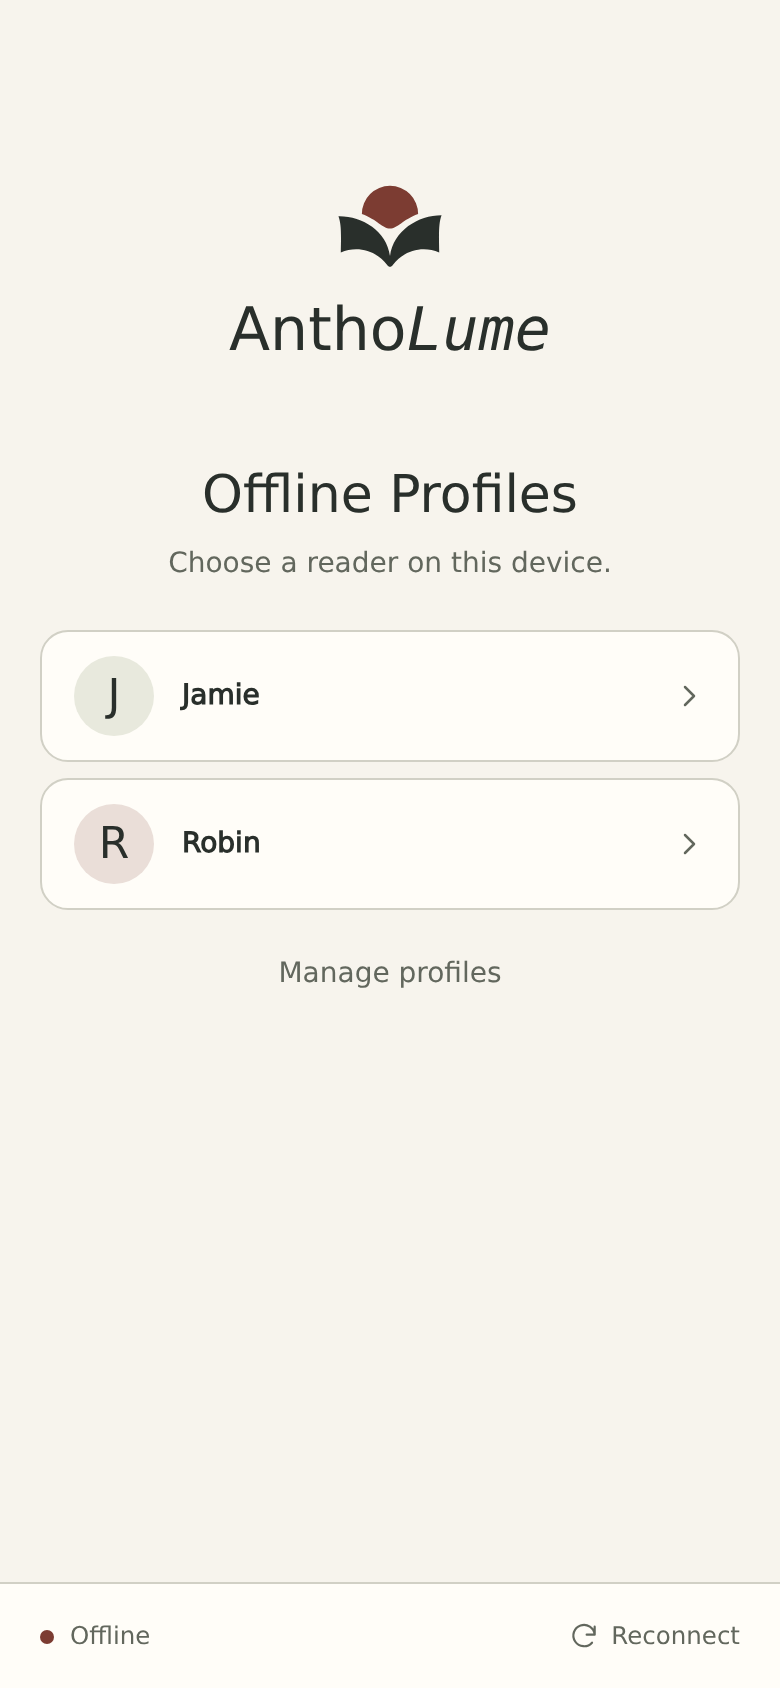 AnthoLume
Offline Profiles
Choose a reader on this device.
J
Jamie
R
Robin
Manage profiles
Offline
Reconnect